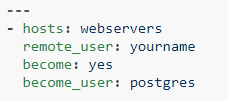 ---
- hosts: webservers
  remote_user: yourname
  become: yes
  become_user: postgres